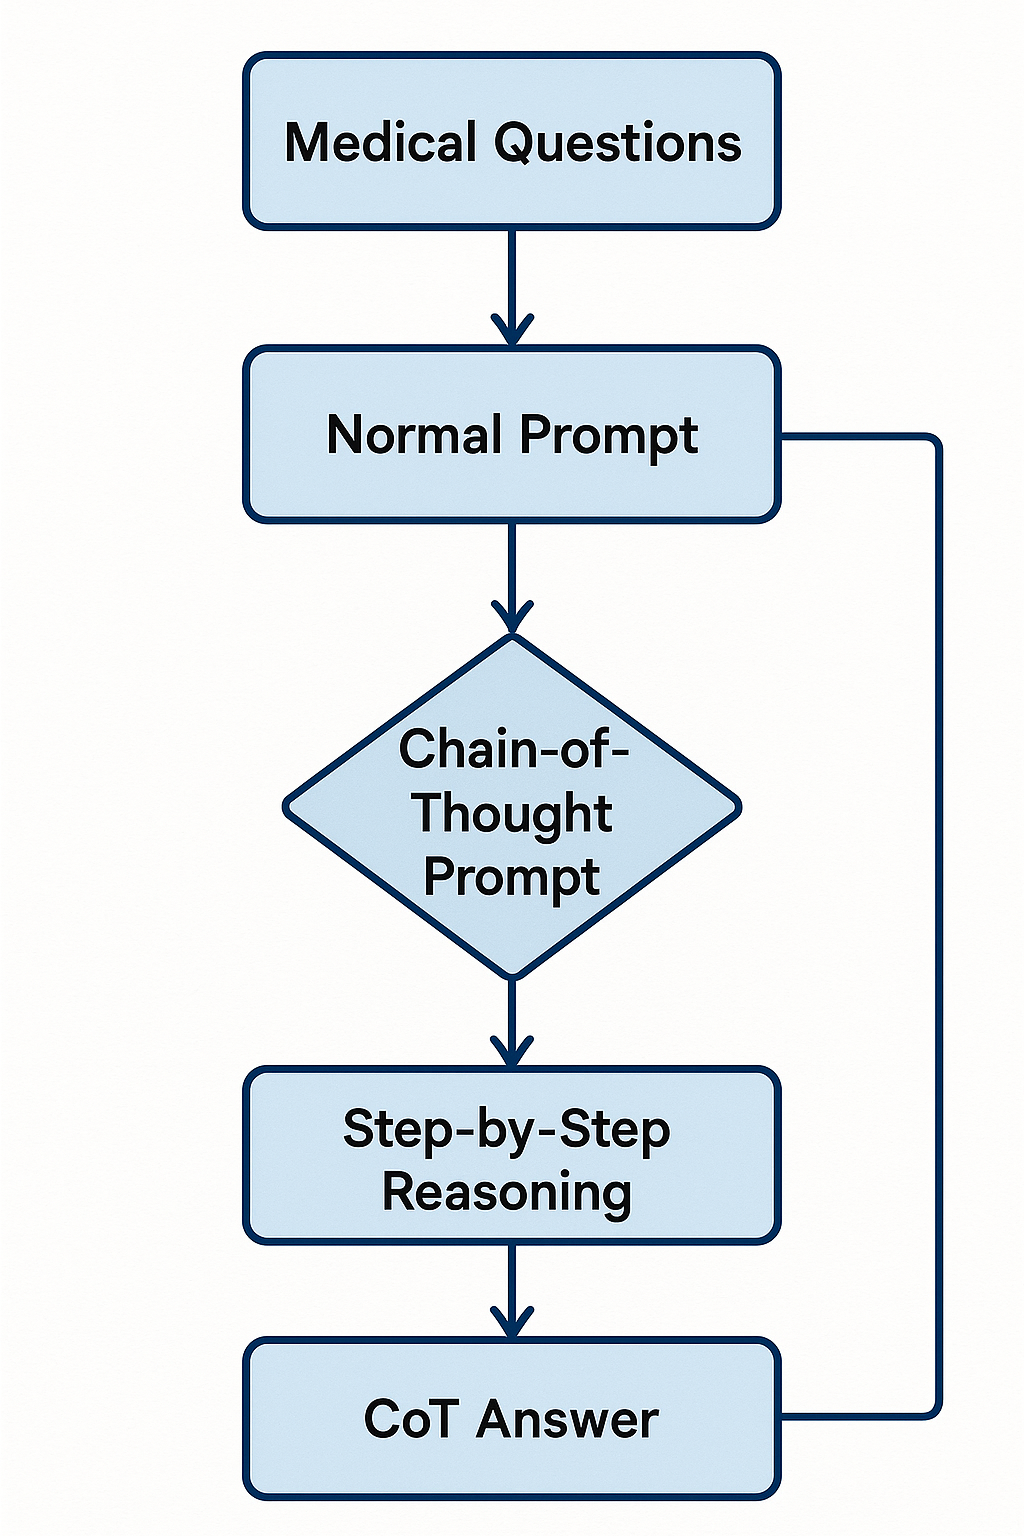 Medical Questions
Normal Prompt
Chain-of-
Thought
Prompt
Step-by-Step
Reasoning
CoT Answer